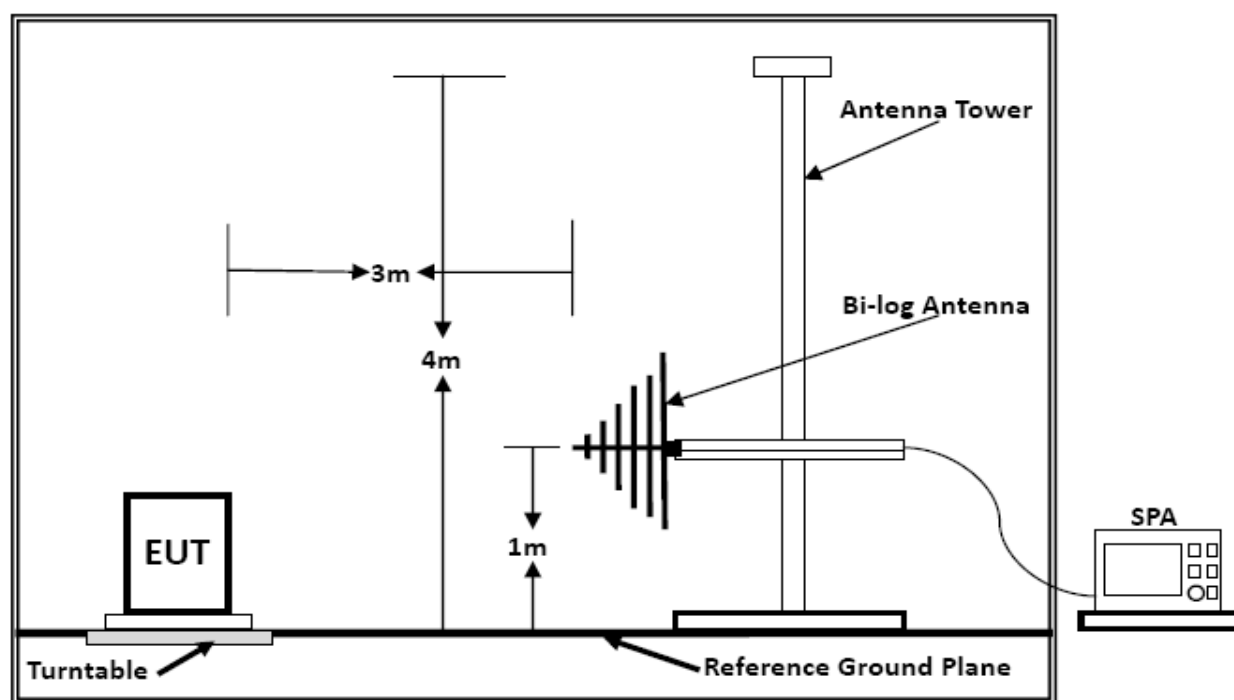 Antenna Tower
3m
Bi-log Antenna
4m
EUT
1m
SPA
Turntable
Reference Ground Plane